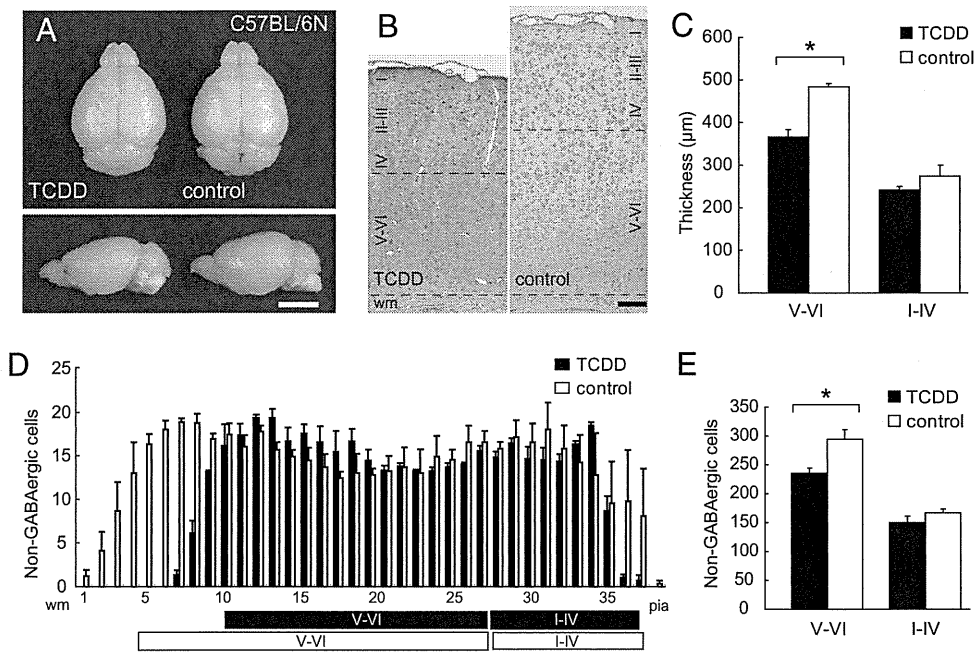 A
C57BL/6N
TCDD
control
B
I
II-III
IV
V-VI
TCDD
wm
I
II-III
IV
V-VI
control
C
600
500
400
300
200
100
0
Thickness (μm)
*
TCDD
control
V-VI
I-IV
D
25
20
15
10
5
0
Non-GABAergic cells
TCDD
control
wm
1
5
10
15
20
25
30
35
pia
V-VI
I-IV
V-VI
I-IV
E
350
300
250
200
150
100
50
0
Non-GABAergic cells
*
TCDD
control
V-VI
I-IV